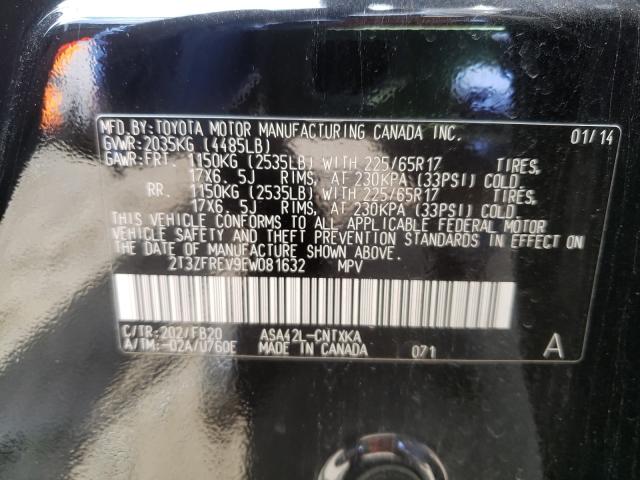 MFD.BY:TOYOTA MOTOR MANUFACTURING CANADA INC. 01/14
GVWR:2035KG (4485LB)
GAWR:FRT. 1150KG (2535LB) WITH 225/65R17 TIRES,
17X6. 5J RIMS, AT 230KPA (33PSI) COLD.
RR. 1150KG (2535LB) WITH 225/65R17 TIRES,
17X6. 5J RIMS, AT 230KPA (33PSI) COLD.
THIS VEHICLE CONFORMS TO ALL APPLICABLE FEDERAL MOTOR
VEHICLE SAFETY AND THEFT PREVENTION STANDARDS IN EFFECT ON
THE DATE OF MANUFACTURE SHOWN ABOVE.
2T3ZFREV9EW081632 MPV
C/TR:202/FB20 ASA42L-CNTXKA
A/TM:-02A/U760E MADE IN CANADA 071 A